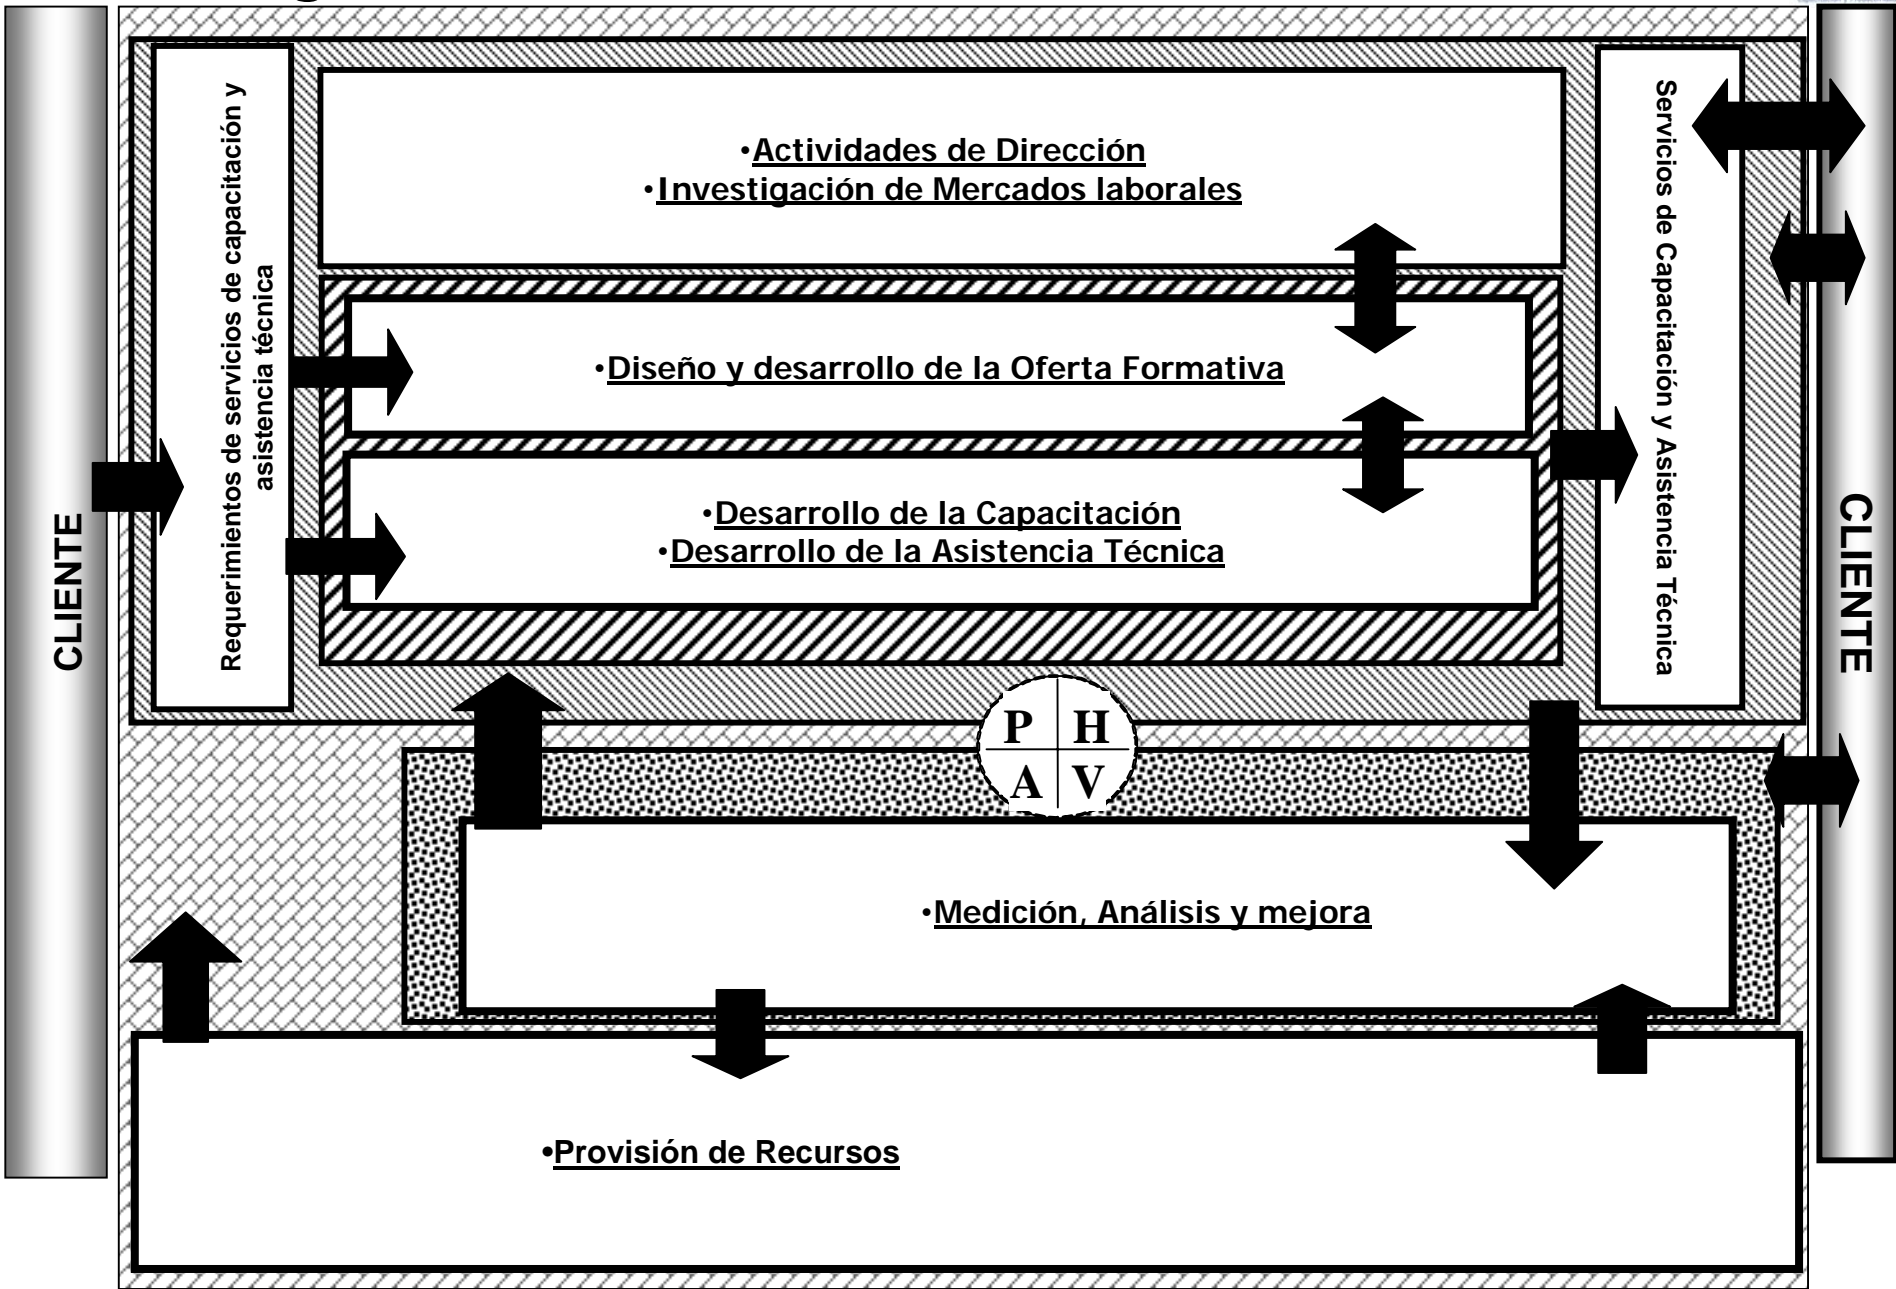 CLIENTE
Requerimientos de servicios de capacitación y
asistencia técnica
•Actividades de Dirección
•Investigación de Mercados laborales
•Diseño y desarrollo de la Oferta Formativa
•Desarrollo de la Capacitación
•Desarrollo de la Asistencia Técnica
Servicios de Capacitación y Asistencia Técnica
CLIENTE
P H
A V
•Medición, Análisis y mejora
•Provisión de Recursos